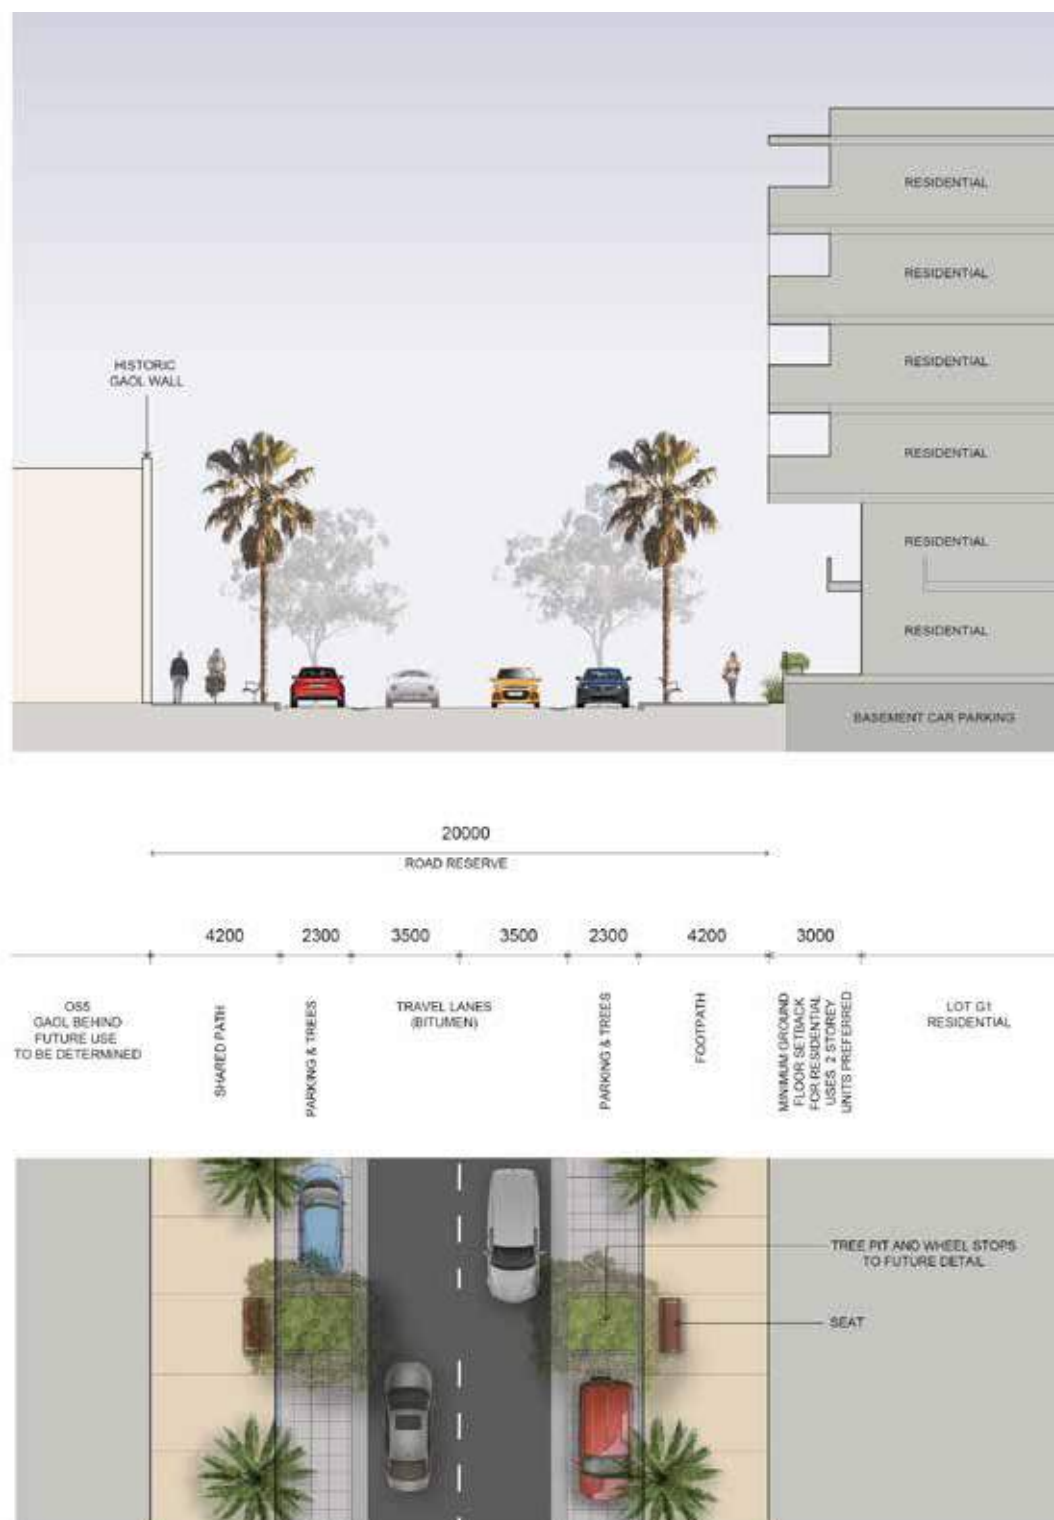 RESIDENTIAL
RESIDENTIAL
RESIDENTIAL
HISTORIC
GAOL WALL
RESIDENTIAL
RESIDENTIAL
RESIDENTIAL
BASEMENT CAR PARKING
20000
ROAD RESERVE
4200
2300
3500
3500
2300
4200
3000
OS5
GAOL BEHIND
FUTURE USE
TO BE DETERMINED
SHARED PATH
PARKING & TREES
TRAVEL LANES
(BITUMEN)
PARKING & TREES
FOOTPATH
MINIMUM GROUND
FLOOR SETBACK
FOR RESIDENTIAL
USES 2 STOREY
UNITS PREFERRED
LOT G1
RESIDENTIAL
TREE PIT AND WHEEL STOPS
TO FUTURE DETAIL
SEAT